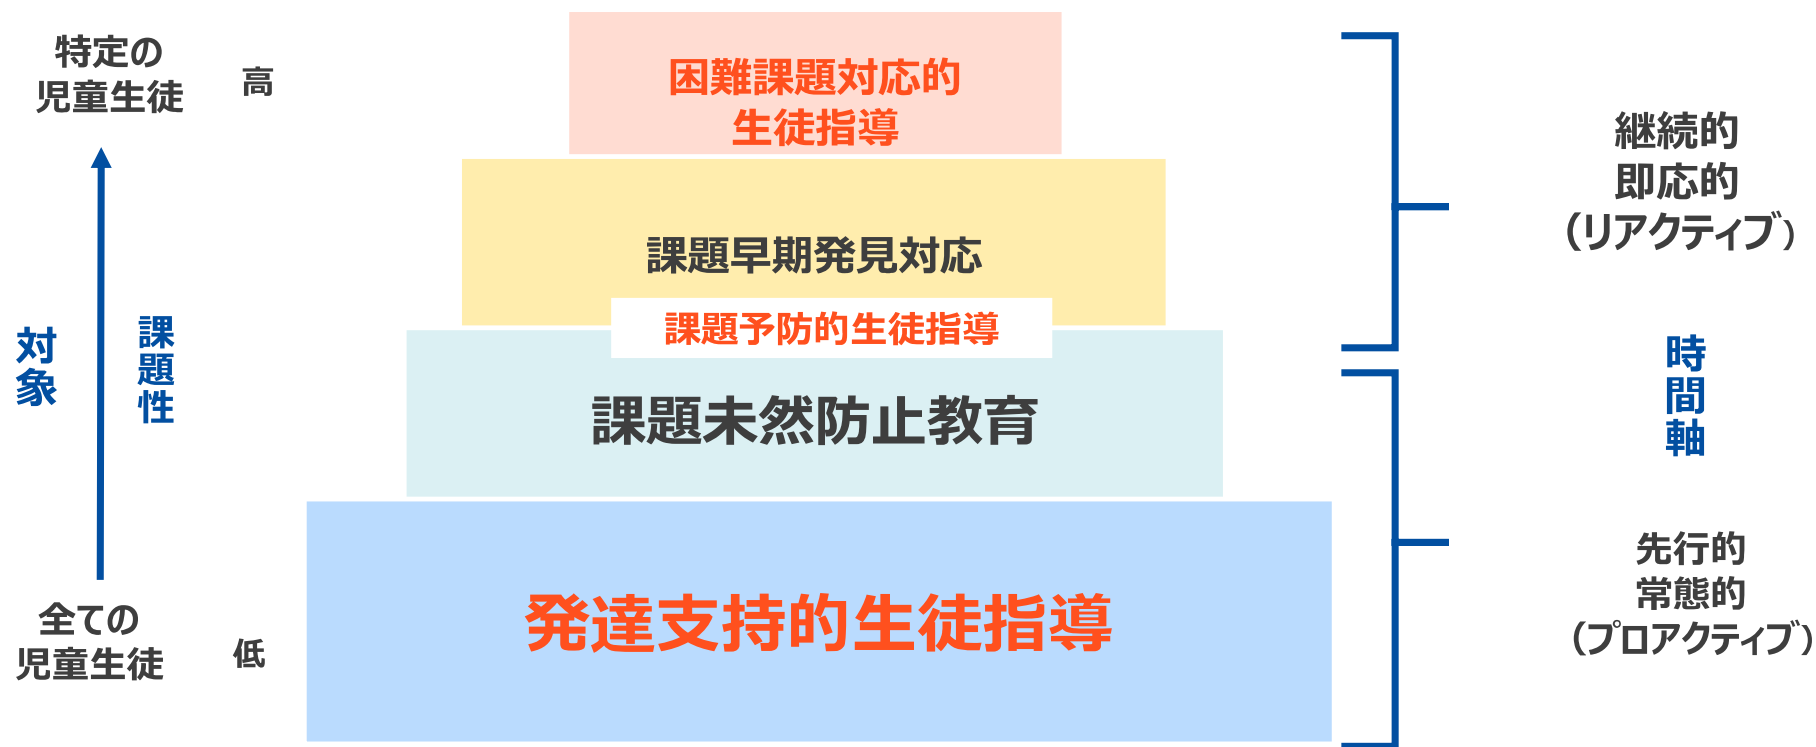 特定の
児童生徒
高
対象
課題性
全ての
児童生徒
低
困難課題対応的
生徒指導
課題早期発見対応
課題予防的生徒指導
課題未然防止教育
発達支持的生徒指導
継続的
即応的
（リアクティブ）
時間軸
先行的
常態的
（プロアクティブ）